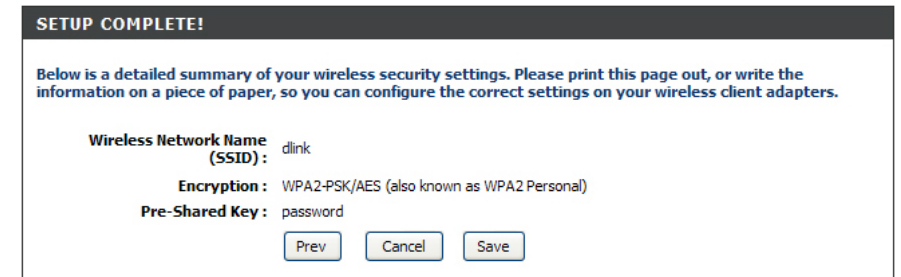 SETUP COMPLETE!
Below is a detailed summary of your wireless security settings. Please print this page out, or write the
information on a piece of paper, so you can configure the correct settings on your wireless client adapters.
Wireless Network Name
(SSID) : dlink
Encryption : WPA2-PSK/AES (also known as WPA2 Personal)
Pre-Shared Key : password
Prev Cancel Save